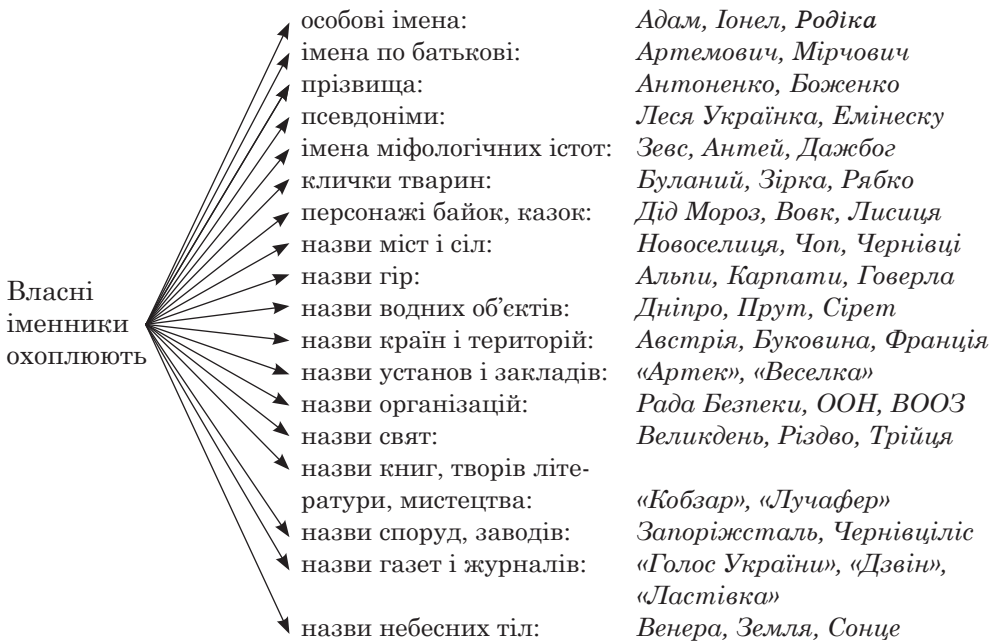 особові імена: Адам, Іонел, Родіка
імена по батькові: Артемович, Мірчович
прізвища: Антоненко, Боженко
псевдоніми: Леся Українка, Емінеску
імена міфологічних істот: Зевс, Антей, Дажбог
клички тварин: Буланий, Зірка, Рябко
персонажі байок, казок: Дід Мороз, Вовк, Лисиця
назви міст і сіл: Новоселиця, Чоп, Чернівці
назви гір: Альпи, Карпати, Говерла
Власні
іменники
охоплюють
назви водних об’єктів: Дніпро, Прут, Сірет
назви країн і територій: Австрія, Буковина, Франція
назви установ і закладів: «Артек», «Веселка»
назви організацій: Рада Безпеки, ООН, ВООЗ
назви свят: Великдень, Різдво, Трійця
назви книг, творів літе-
ратури, мистецтва: «Кобзар», «Лучафер»
назви споруд, заводів: Запоріжсталь, Чернівціліс
назви газет і журналів: «Голос України», «Дзвін»,
«Ластівка»
назви небесних тіл: Венера, Земля, Сонце